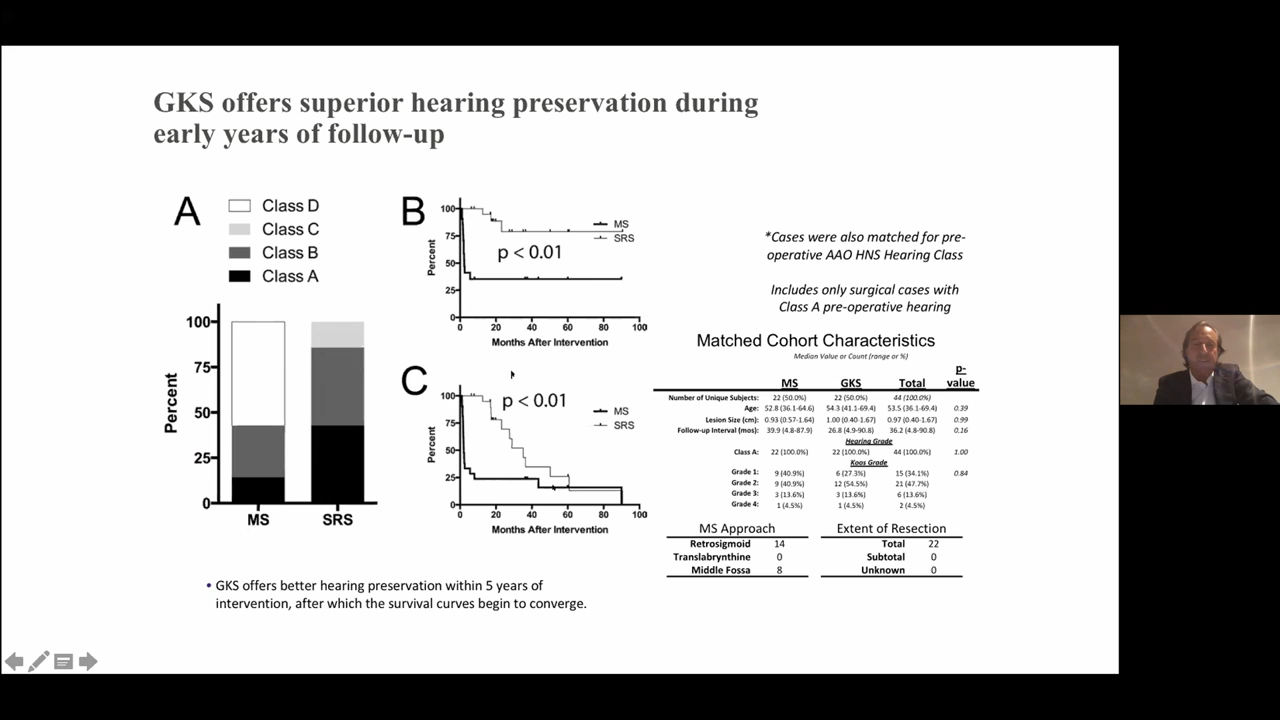 GKS offers superior hearing preservation during
early years of follow-up
A
Class D
Class C
Class B
Class A
100
75
50
25
0
Percent
MS
SRS
B
100
75
50
25
0
Percent
MS
SRS
p < 0.01
0 20 40 60 80 100
Months After Intervention
C
100
75
50
25
0
Percent
MS
SRS
p < 0.01
0 20 40 60 80 100
Months After Intervention
*Cases were also matched for pre-
operative AAO HNS Hearing Class
Includes only surgical cases with
Class A pre-operative hearing
Matched Cohort Characteristics
Median Value or Count (range or %)
MS GKS Total p-value
Number of Unique Subjects: 22 (50.0%) 22 (50.0%) 44 (100.0%)
Age: 52.8 (36.1-64.6) 54.3 (41.1-69.4) 53.5 (36.1-69.4) 0.39
Lesion Size (cm): 0.93 (0.57-1.64) 1.00 (0.40-1.67) 0.97 (0.40-1.67) 0.99
Follow-up Interval (mos): 39.9 (4.8-87.9) 26.8 (4.9-90.8) 36.2 (4.8-90.8) 0.16
Hearing Grade
Class A: 22 (100.0%) 22 (100.0%) 44 (100.0%) 1.00
Koos Grade
Grade 1: 9 (40.9%) 6 (27.3%) 15 (34.1%) 0.84
Grade 2: 9 (40.9%) 12 (54.5%) 21 (47.7%)
Grade 3: 3 (13.6%) 3 (13.6%) 6 (13.6%)
Grade 4: 1 (4.5%) 1 (4.5%) 2 (4.5%)
MS Approach
Retrosigmoid 14
Translabrynthine 0
Middle Fossa 8
Extent of Resection
Total 22
Subtotal 0
Unknown 0
• GKS offers better hearing preservation within 5 years of
intervention, after which the survival curves begin to converge.